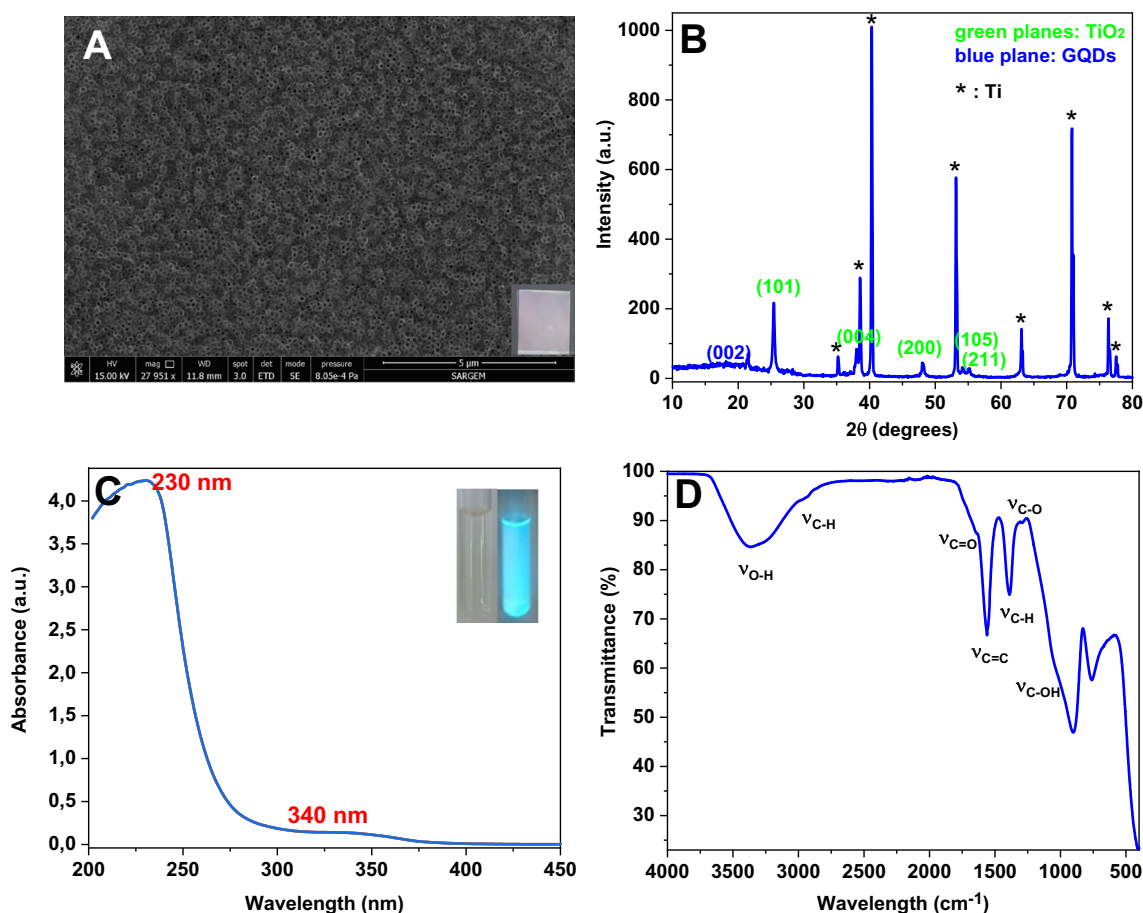 A
HV mag WD spot det mode pressure
15.00 kV 27 951 x 11.8 mm 3.0 ETD SE 8.05e-4 Pa
5 µm
SARGEM
B
green planes: TiO₂
blue plane: GQDs
* : Ti
1000
800
600
400
200
0
Intensity (a.u.)
(002)
(101)
*
*
(004)
*
(200)
*
(105)
(211)
*
*
*
*
10 20 30 40 50 60 70 80
2θ (degrees)
C
230 nm
340 nm
4,0
3,5
3,0
2,5
2,0
1,5
1,0
0,5
0,0
Absorbance (a.u.)
200 250 300 350 400 450
Wavelength (nm)
D
100
90
80
70
60
50
40
30
Transmittance (%)
νO-H
νC-H
νC=O
νC=C
νC-H
νC-O
νC-OH
4000 3500 3000 2500 2000 1500 1000 500
Wavelength (cm⁻¹)